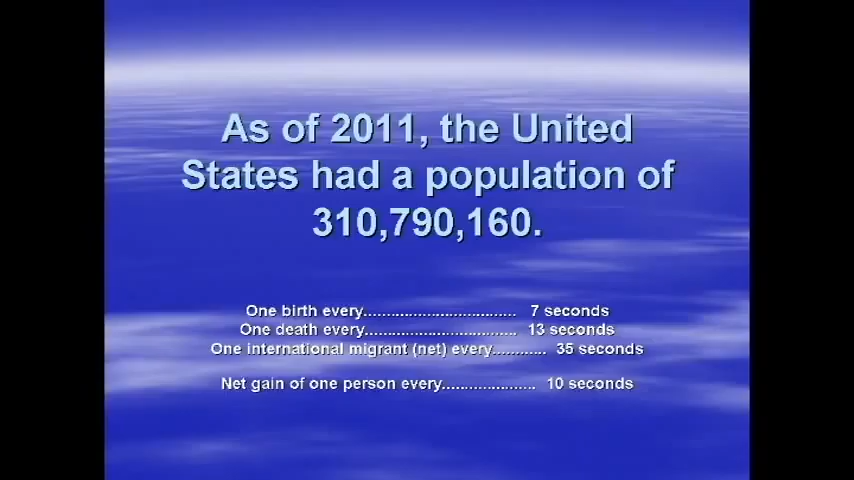 As of 2011, the United
States had a population of
310,790,160.
One birth every................................. 7 seconds
One death every................................. 13 seconds
One international migrant (net) every............ 35 seconds
Net gain of one person every.................... 10 seconds